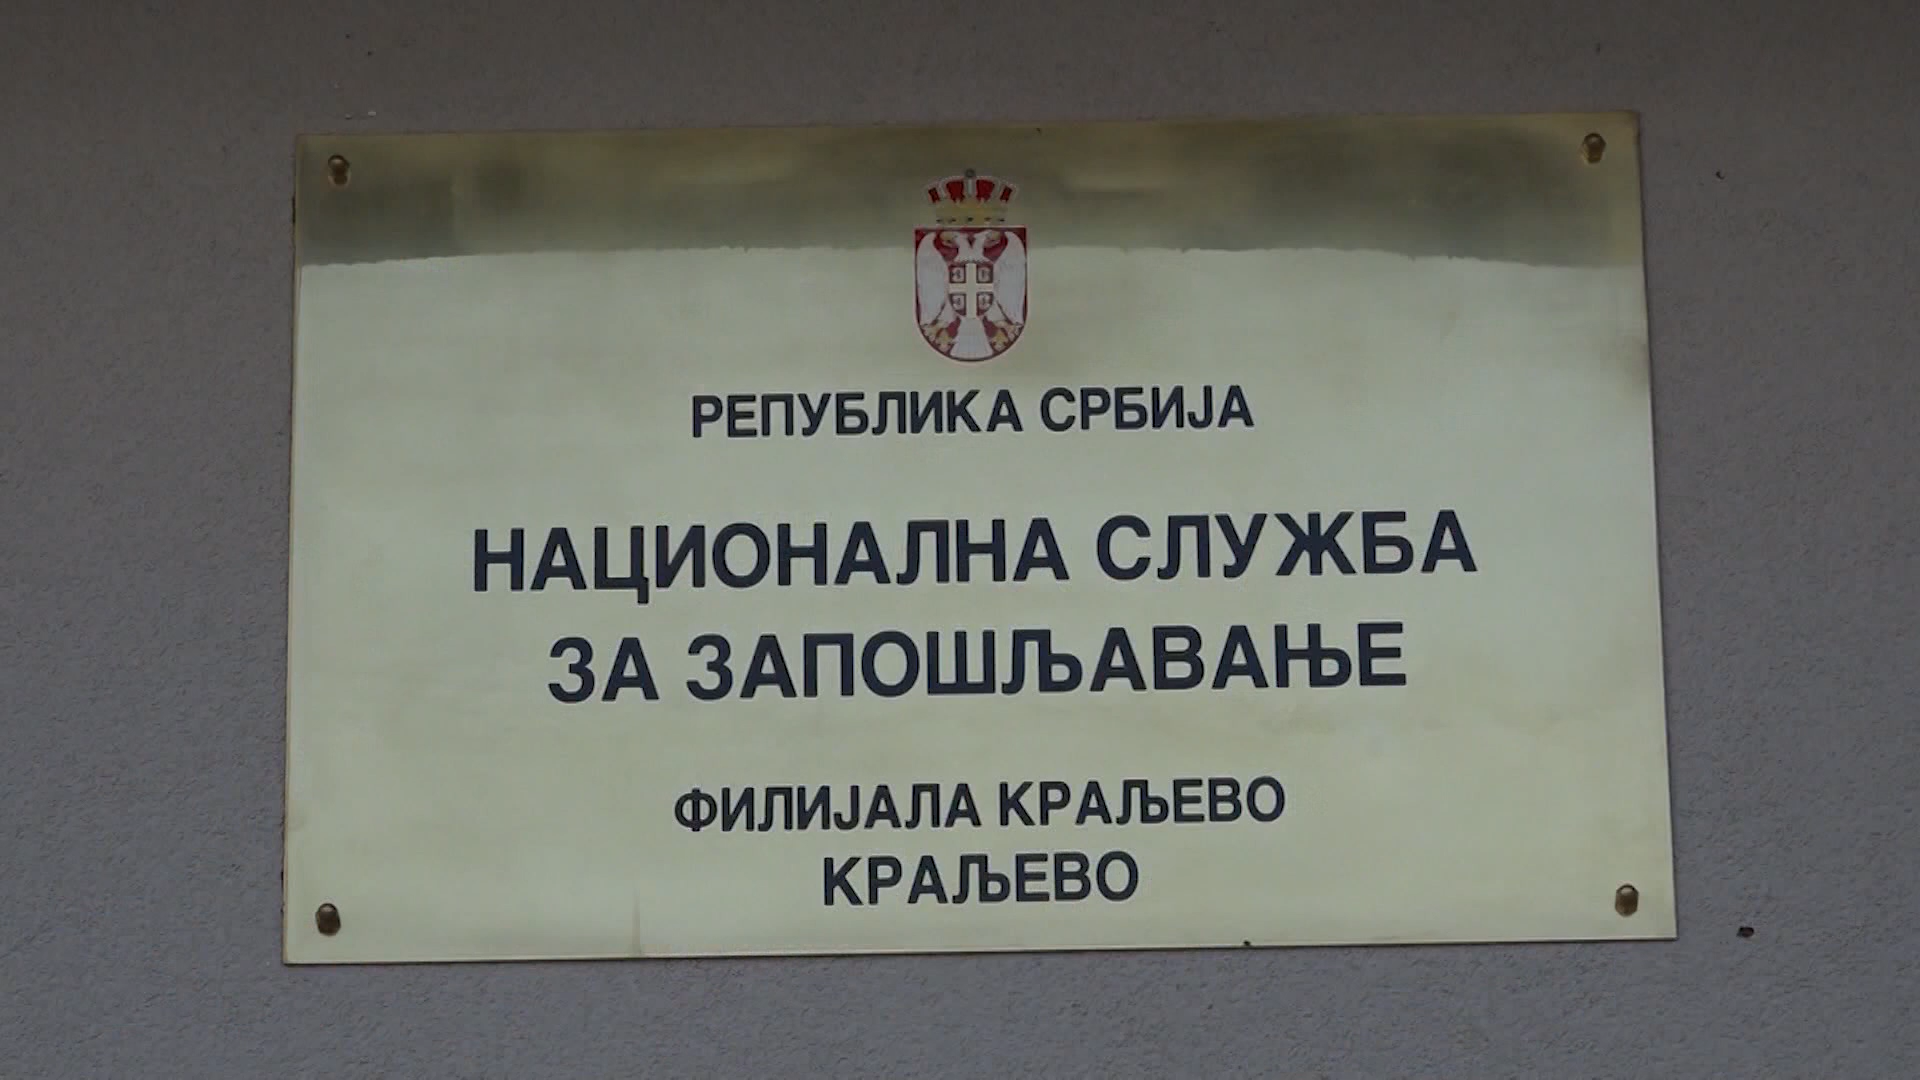 РЕПУБЛИКА СРБИЈА
НАЦИОНАЛНА СЛУЖБА
ЗА ЗАПОШЉАВАЊЕ
ФИЛИЈАЛА КРАЉЕВО
КРАЉЕВО